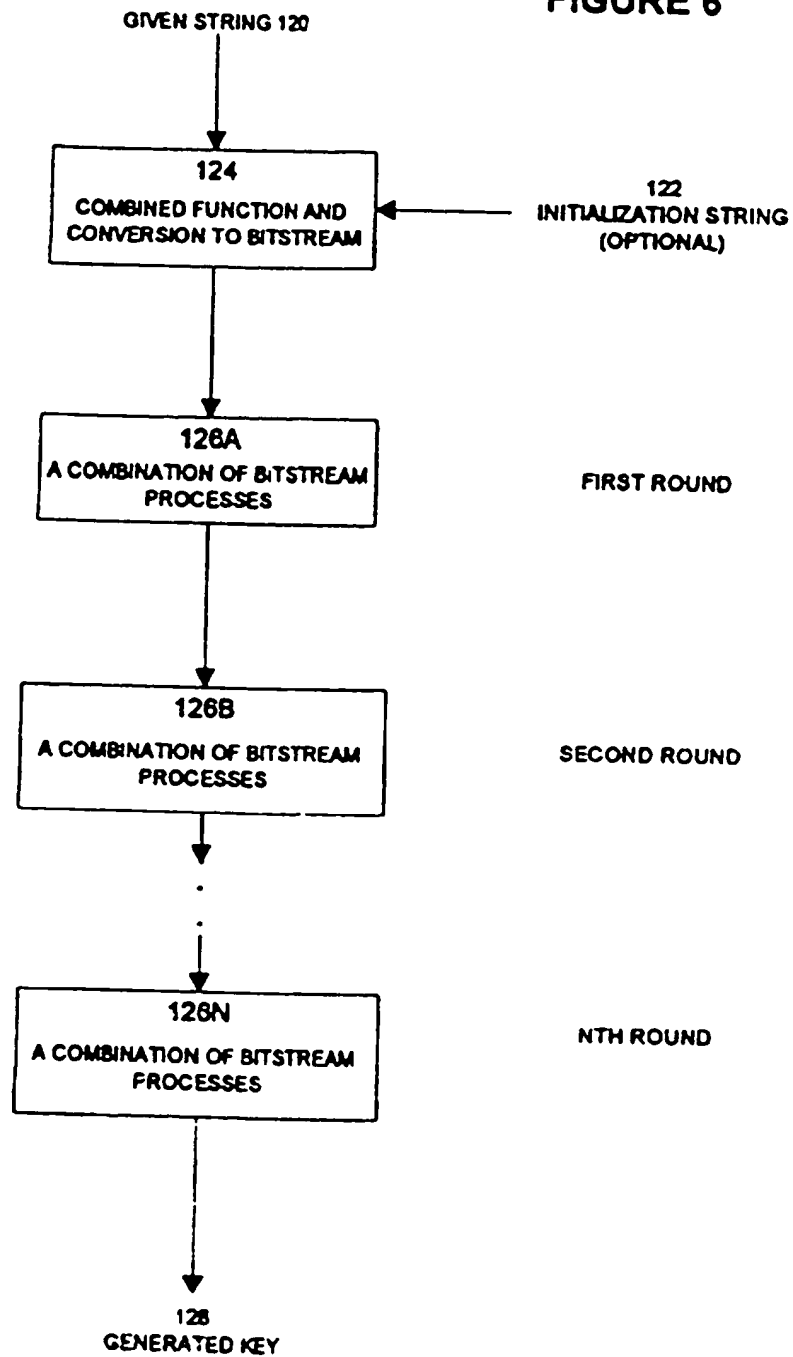 FIGURE 6
GIVEN STRING 120
124
COMBINED FUNCTION AND
CONVERSION TO BITSTREAM
122
INITIALIZATION STRING
(OPTIONAL)
126A
A COMBINATION OF BITSTREAM
PROCESSES
FIRST ROUND
126B
A COMBINATION OF BITSTREAM
PROCESSES
SECOND ROUND
126N
A COMBINATION OF BITSTREAM
PROCESSES
NTH ROUND
128
GENERATED KEY